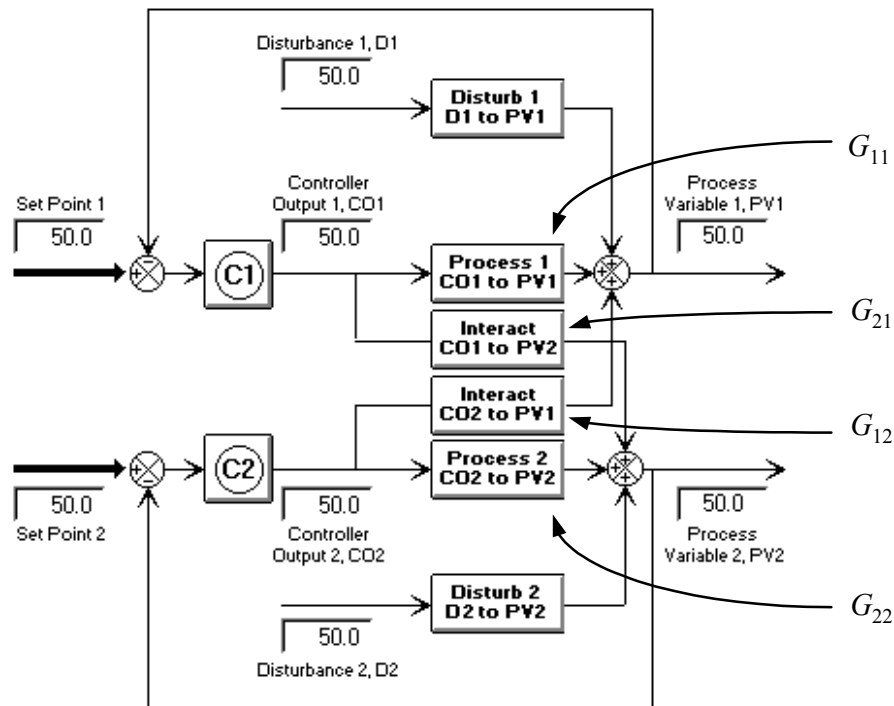 Disturbance 1, D1
50.0
Disturb 1
D1 to PV1
G11
Set Point 1
50.0
Controller
Output 1, CO1
50.0
Process
Variable 1, PV1
50.0
+
−
C1
Process 1
CO1 to PV1
+
+
+
Interact
CO1 to PV2
G21
Interact
CO2 to PV1
G12
+
−
C2
Process 2
CO2 to PV2
+
+
+
50.0
Set Point 2
50.0
Controller
Output 2, CO2
50.0
Process
Variable 2, PV2
Disturb 2
D2 to PV2
G22
50.0
Disturbance 2, D2